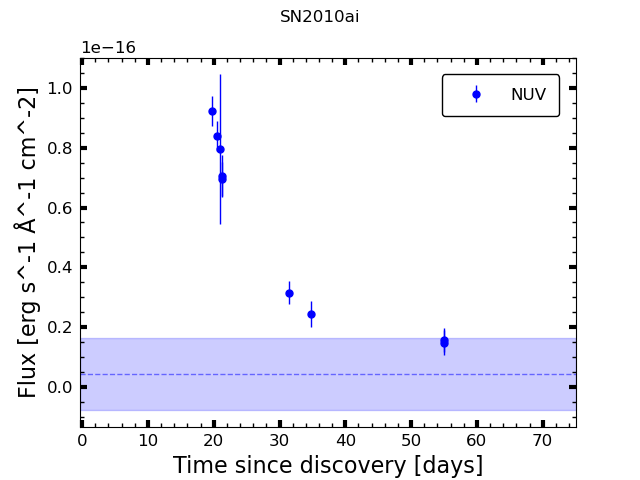 SN2010ai
1e−16
NUV
1.0
0.8
0.6
0.4
0.2
0.0
Flux [erg s^-1 Å^-1 cm^-2]
0 10 20 30 40 50 60 70
Time since discovery [days]